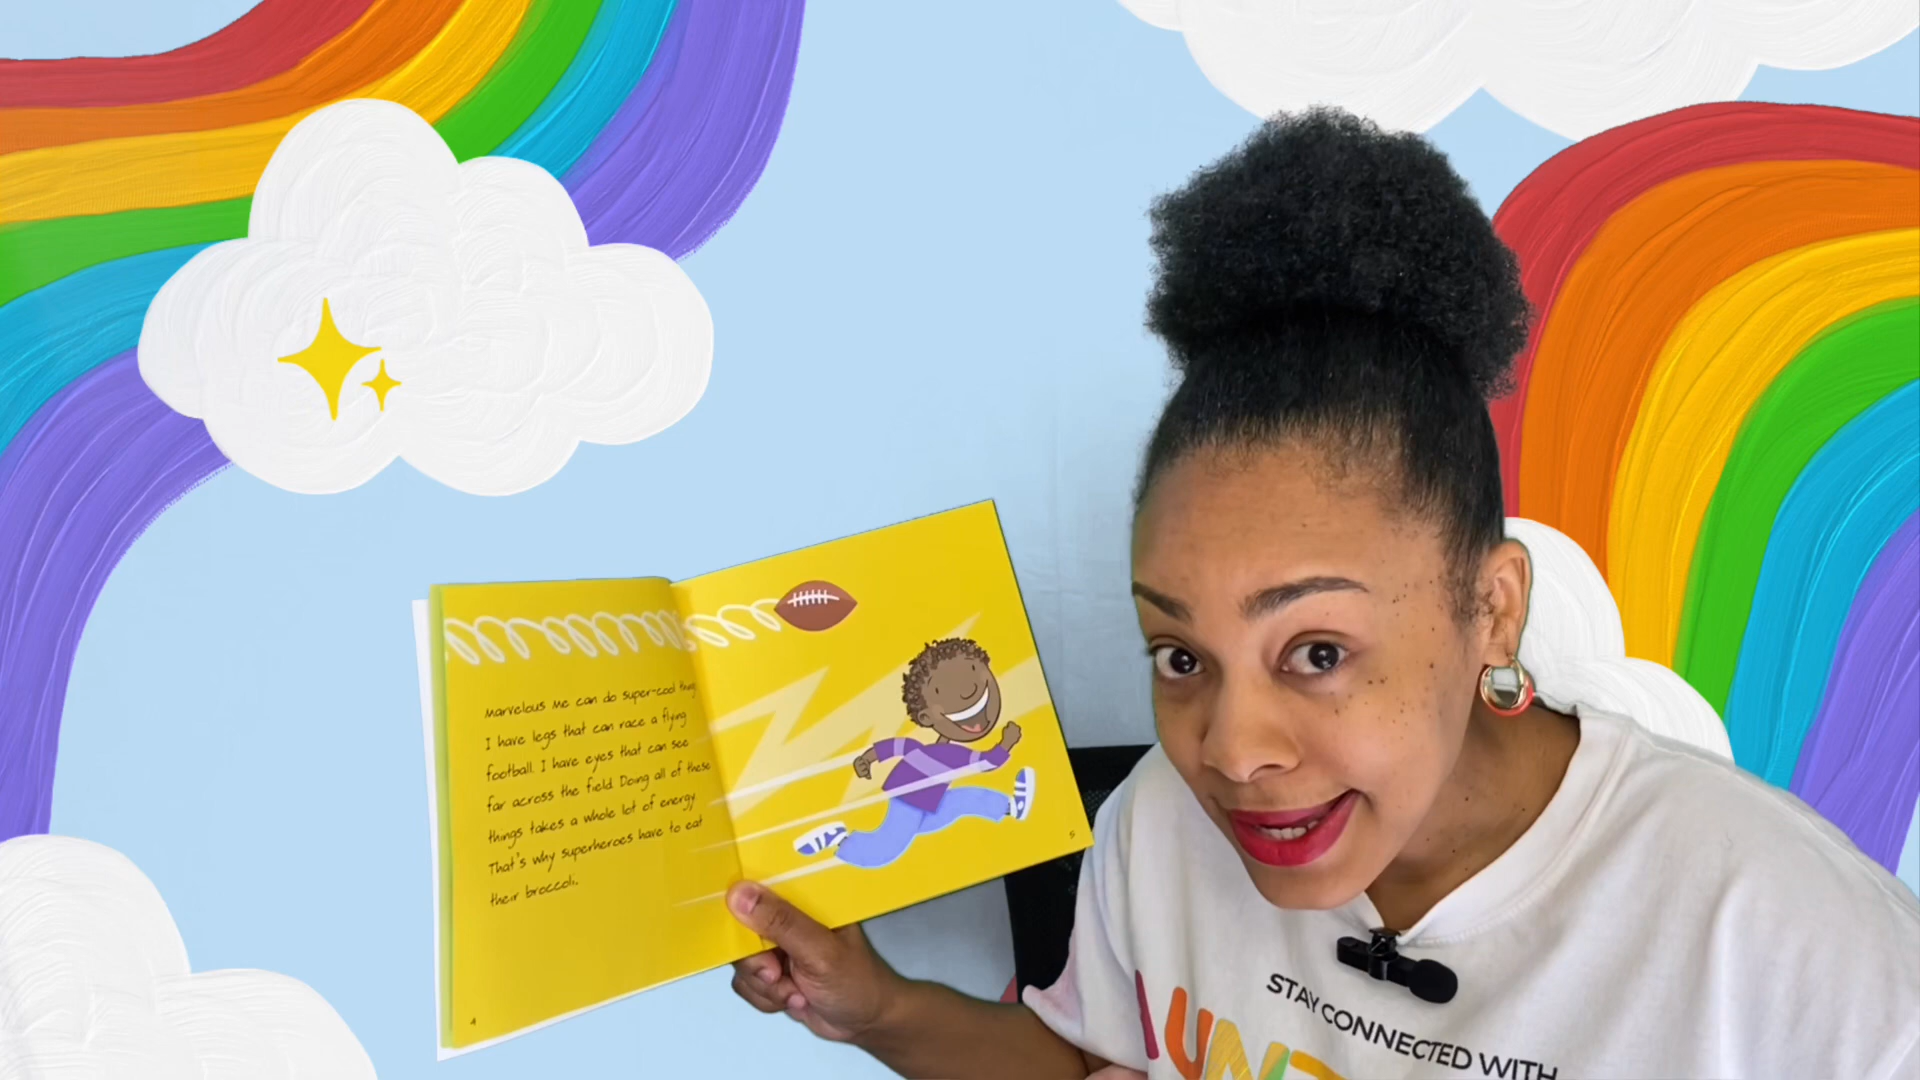 Marvelous Me can do super-cool
I have legs that can race a flying
football. I have eyes that can see
far across the field. Doing all of these
things takes a whole lot of energy.
That's why superheroes have to eat
their broccoli.
4
5
STAY CONNECTED WITH